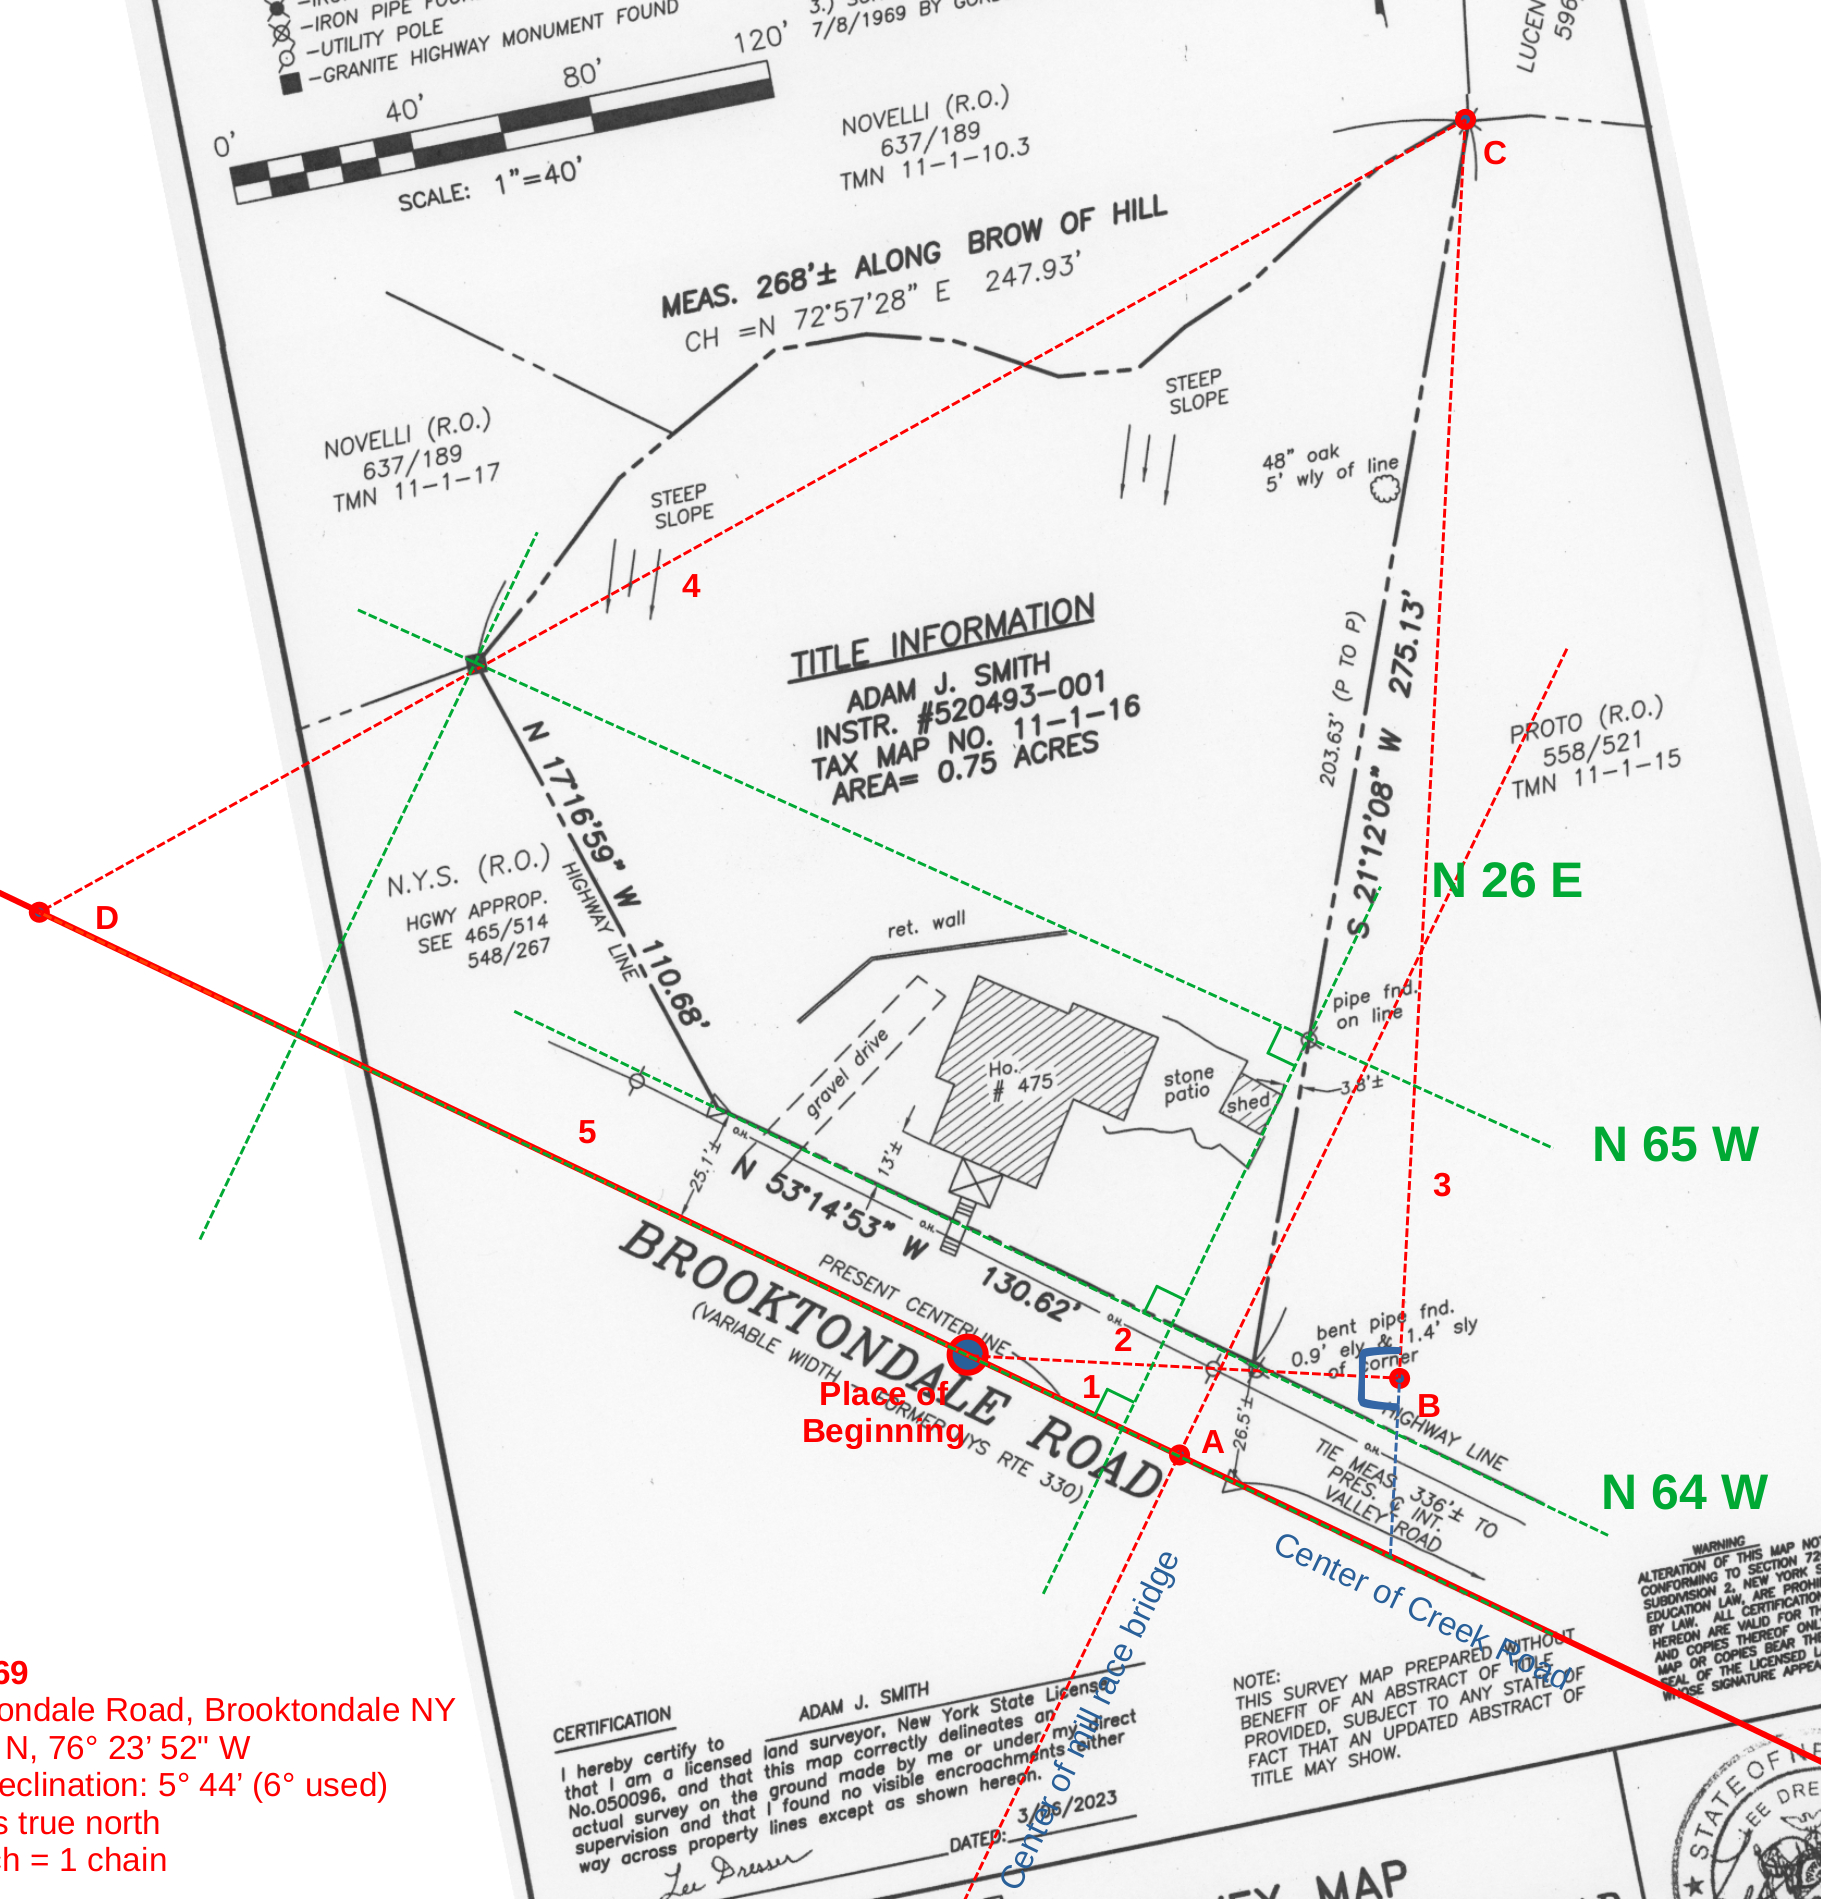 -IRON PIPE
-UTILITY POLE
-GRANITE HIGHWAY MONUMENT FOUND
3.)
7/8/1969 BY
0' 40' 80' 120'
SCALE: 1"=40'
NOVELLI (R.O.)
637/189
TMN 11-1-10.3
LUCEN
596
C
MEAS. 268'± ALONG BROW OF HILL
CH =N 72°57'28" E 247.93'
STEEP
SLOPE
48" oak
5' wly of line
NOVELLI (R.O.)
637/189
TMN 11-1-17
STEEP
SLOPE
4
TITLE INFORMATION
ADAM J. SMITH
INSTR. #520493-001
TAX MAP NO. 11-1-16
AREA= 0.75 ACRES
203.63' (P TO P)
S 21°12'08" W 275.13'
PROTO (R.O.)
558/521
TMN 11-1-15
N 17°16'59" W 110.68'
HIGHWAY LINE
N.Y.S. (R.O.)
HGWY APPROP.
SEE 465/514
548/267
D
N 26 E
ret. wall
pipe fnd.
on line
gravel drive
Ho.
# 475
stone
patio
shed
3.8'±
N 65 W
5
25.1'±
13'±
O.H.
O.H.
O.H.
O.H.
N 53°14'53" W 130.62'
3
PRESENT CENTERLINE
BROOKTONDALE ROAD
(VARIABLE WIDTH - FORMER NYS RTE 330)
2
1
Place of
Beginning
bent pipe fnd.
0.9' ely & 1.4' sly
of corner
B
A
26.5'±
HIGHWAY LINE
TIE MEAS. 336'± TO
PRES. ℄ INT.
VALLEY ROAD
N 64 W
Center of Creek Road
Center of mill race bridge
WARNING
ALTERATION OF THIS MAP NOT
CONFORMING TO SECTION 72
SUBDIVISION 2, NEW YORK S
EDUCATION LAW, ARE PROHI
BY LAW. ALL CERTIFICATION
HEREON ARE VALID FOR TH
AND COPIES THEREOF ONL
MAP OR COPIES BEAR THE
SEAL OF THE LICENSED L
WHOSE SIGNATURE APPEA
69
ondale Road, Brooktondale NY
N, 76° 23' 52" W
eclination: 5° 44' (6° used)
s true north
ch = 1 chain
CERTIFICATION
ADAM J. SMITH
I hereby certify to
that I am a licensed land surveyor, New York State License
No.050096, and that this map correctly delineates an
actual survey on the ground made by me or under my direct
supervision and that I found no visible encroachments either
way across property lines except as shown hereon.
Lee Dresser
DATED: 3/06/2023
NOTE:
THIS SURVEY MAP PREPARED WITHOUT
BENEFIT OF AN ABSTRACT OF TITLE
PROVIDED, SUBJECT TO ANY STATE OF
FACT THAT AN UPDATED ABSTRACT OF
TITLE MAY SHOW.
STATE OF NE
LEE DRE
MAP